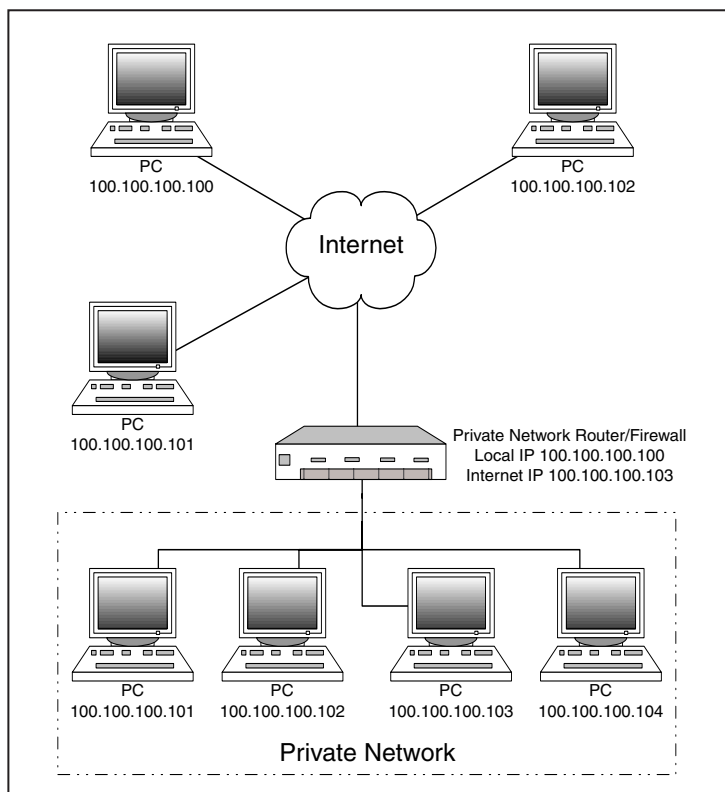 PC
100.100.100.100
PC
100.100.100.102
Internet
PC
100.100.100.101
Private Network Router/Firewall
Local IP 100.100.100.100
Internet IP 100.100.100.103
PC
100.100.100.101
PC
100.100.100.102
PC
100.100.100.103
PC
100.100.100.104
Private Network